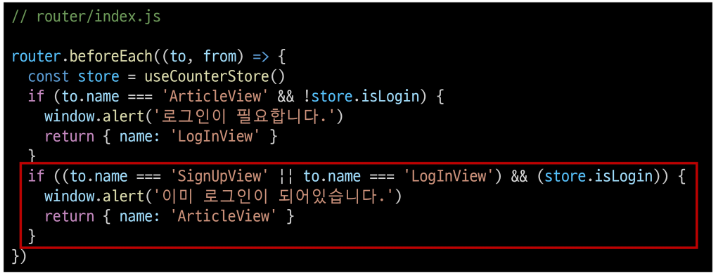 // router/index.js
router.beforeEach((to, from) => {
  const store = useCounterStore()
  if (to.name === 'ArticleView' && !store.isLogin) {
    window.alert('로그인이 필요합니다.')
    return { name: 'LogInView' }
  }
  if ((to.name === 'SignUpView' || to.name === 'LogInView') && (store.isLogin)) {
    window.alert('이미 로그인이 되어있습니다.')
    return { name: 'ArticleView' }
  }
})